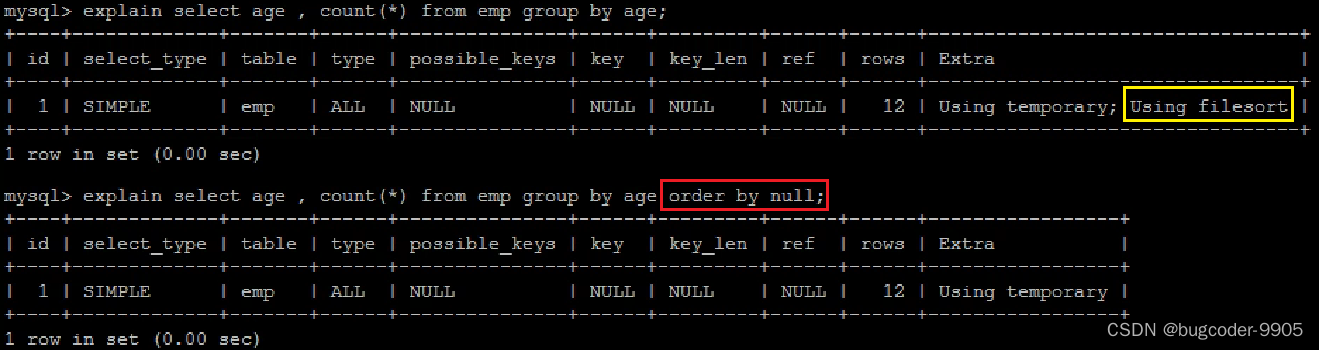 mysql> explain select age , count(*) from emp group by age;
+----+-------------+-------+------+---------------+------+---------+------+------+---------------------------------+
| id | select_type | table | type | possible_keys | key  | key_len | ref  | rows | Extra                           |
+----+-------------+-------+------+---------------+------+---------+------+------+---------------------------------+
|  1 | SIMPLE      | emp   | ALL  | NULL          | NULL | NULL    | NULL |   12 | Using temporary; Using filesort |
+----+-------------+-------+------+---------------+------+---------+------+------+---------------------------------+
1 row in set (0.00 sec)
mysql> explain select age , count(*) from emp group by age order by null;
+----+-------------+-------+------+---------------+------+---------+------+------+-----------------+
| id | select_type | table | type | possible_keys | key  | key_len | ref  | rows | Extra           |
+----+-------------+-------+------+---------------+------+---------+------+------+-----------------+
|  1 | SIMPLE      | emp   | ALL  | NULL          | NULL | NULL    | NULL |   12 | Using temporary |
+----+-------------+-------+------+---------------+------+---------+------+------+-----------------+
1 row in set (0.00 sec)
CSDN @bugcoder-9905